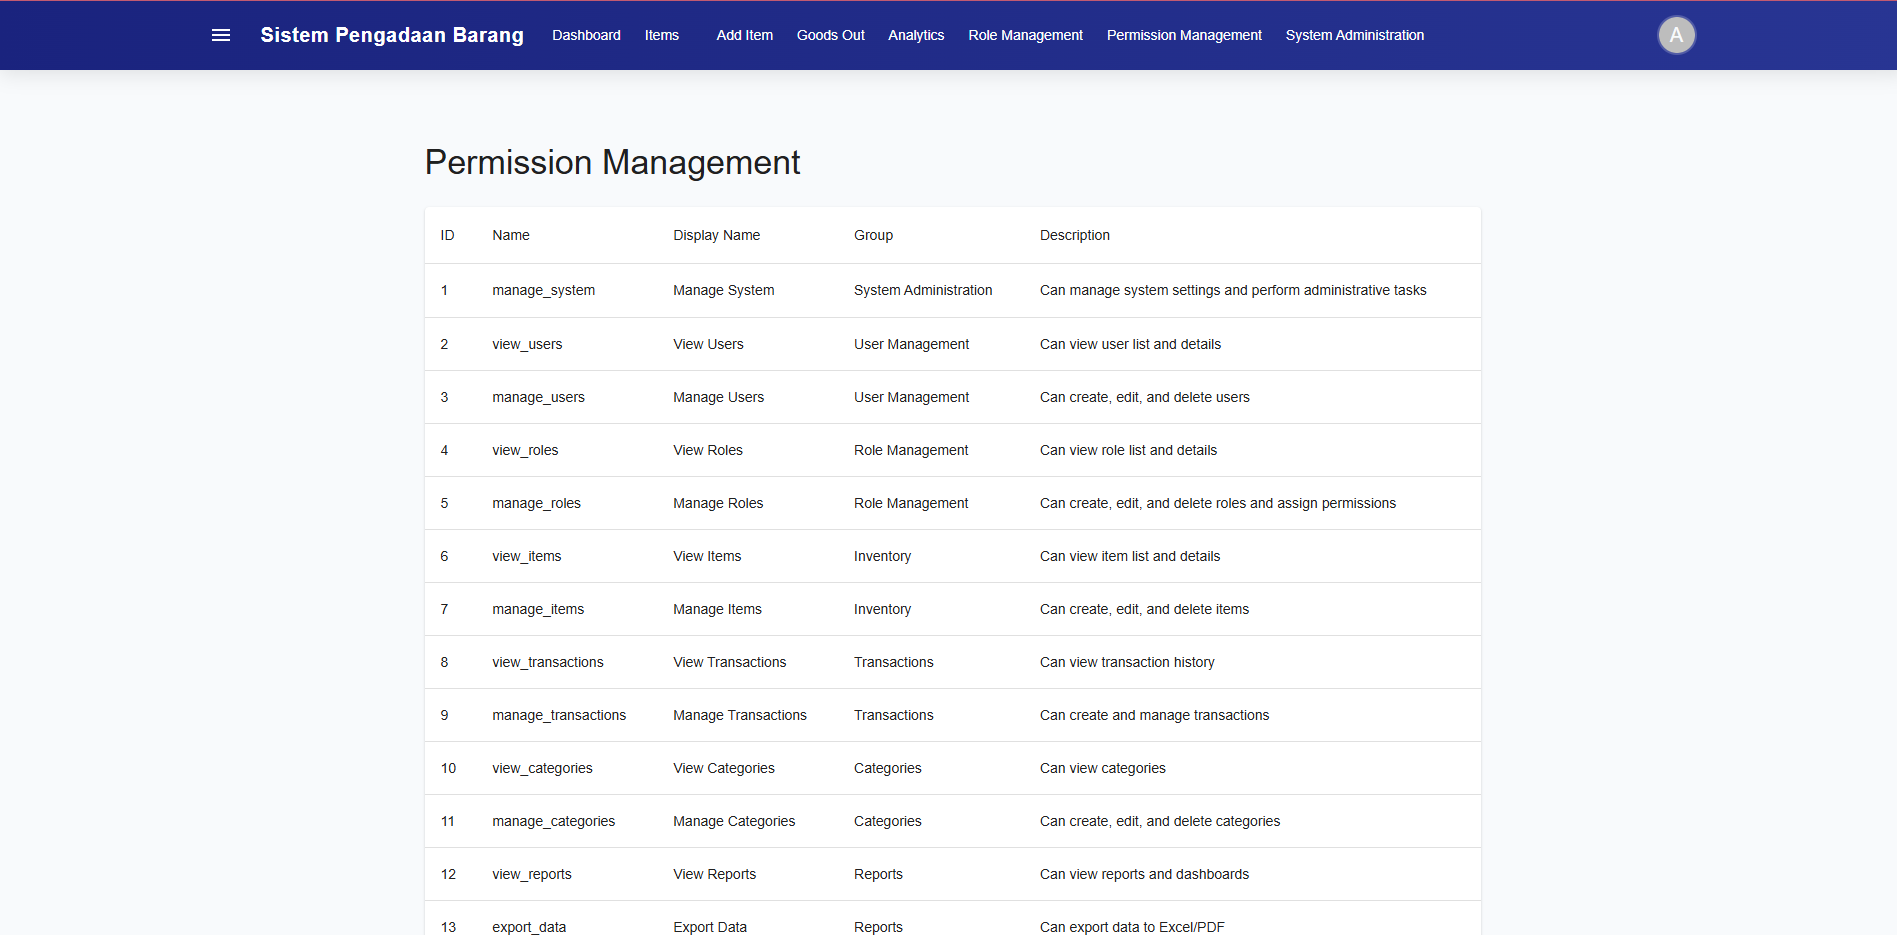 Sistem Pengadaan Barang Dashboard Items Add Item Goods Out Analytics Role Management Permission Management System Administration A
Permission Management
ID Name Display Name Group Description
1 manage_system Manage System System Administration Can manage system settings and perform administrative tasks
2 view_users View Users User Management Can view user list and details
3 manage_users Manage Users User Management Can create, edit, and delete users
4 view_roles View Roles Role Management Can view role list and details
5 manage_roles Manage Roles Role Management Can create, edit, and delete roles and assign permissions
6 view_items View Items Inventory Can view item list and details
7 manage_items Manage Items Inventory Can create, edit, and delete items
8 view_transactions View Transactions Transactions Can view transaction history
9 manage_transactions Manage Transactions Transactions Can create and manage transactions
10 view_categories View Categories Categories Can view categories
11 manage_categories Manage Categories Categories Can create, edit, and delete categories
12 view_reports View Reports Reports Can view reports and dashboards
13 export_data Export Data Reports Can export data to Excel/PDF